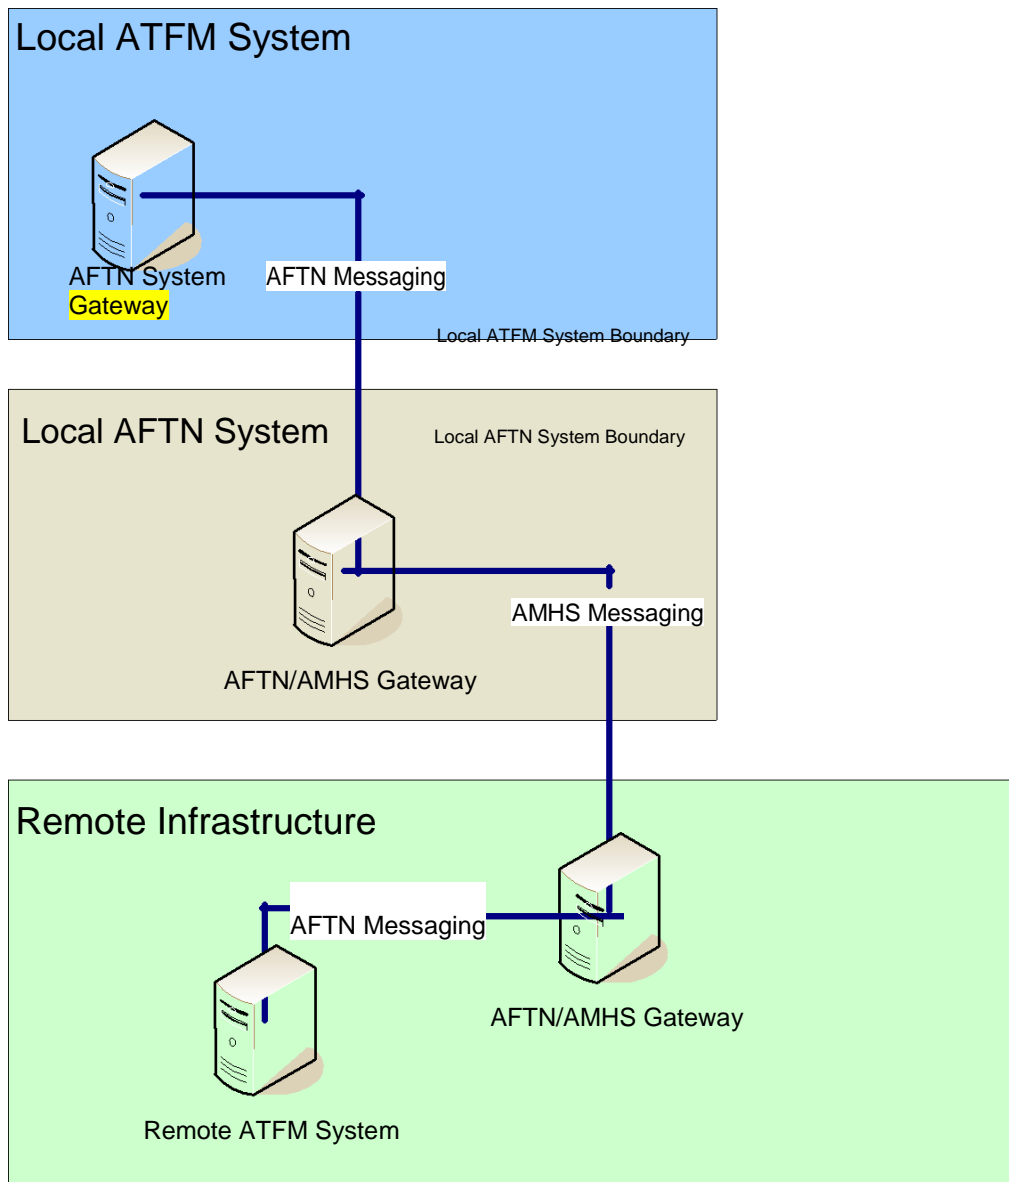 Local ATFM System
AFTN System
Gateway
AFTN Messaging
Local ATFM System Boundary
Local AFTN System
Local AFTN System Boundary
AMHS Messaging
AFTN/AMHS Gateway
Remote Infrastructure
AFTN Messaging
AFTN/AMHS Gateway
Remote ATFM System